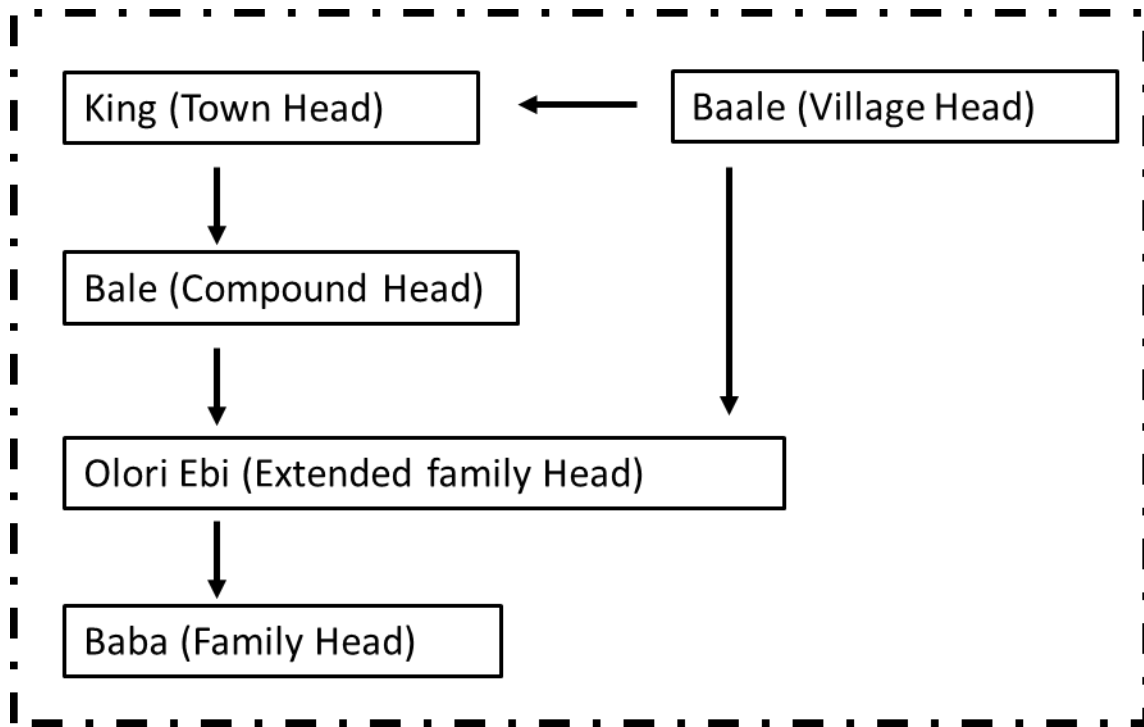 King (Town Head)
Baale (Village Head)
Bale (Compound Head)
Olori Ebi (Extended family Head)
Baba (Family Head)